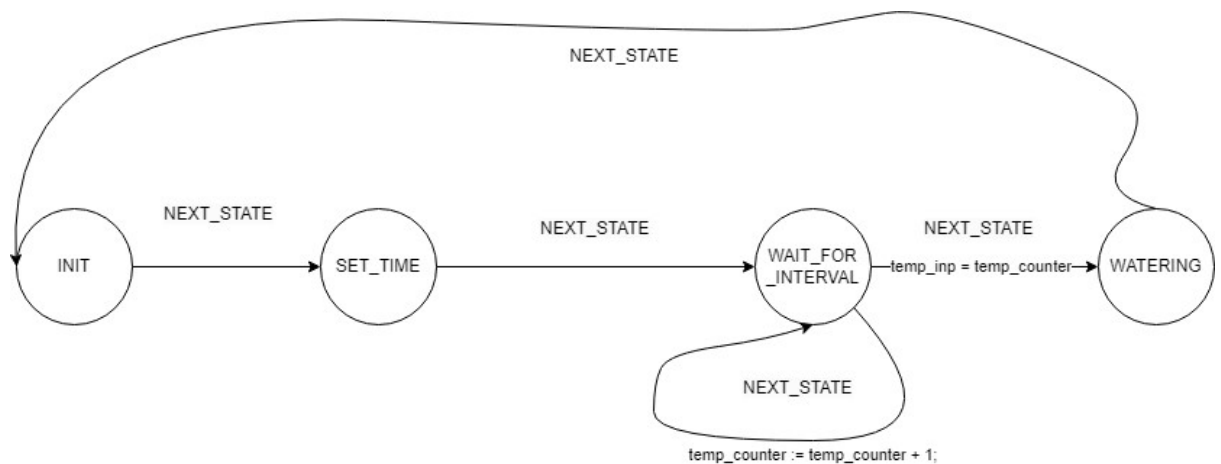 NEXT_STATE
NEXT_STATE
NEXT_STATE
NEXT_STATE
INIT
SET_TIME
WAIT_FOR
_INTERVAL
temp_inp = temp_counter
WATERING
NEXT_STATE
temp_counter := temp_counter + 1;